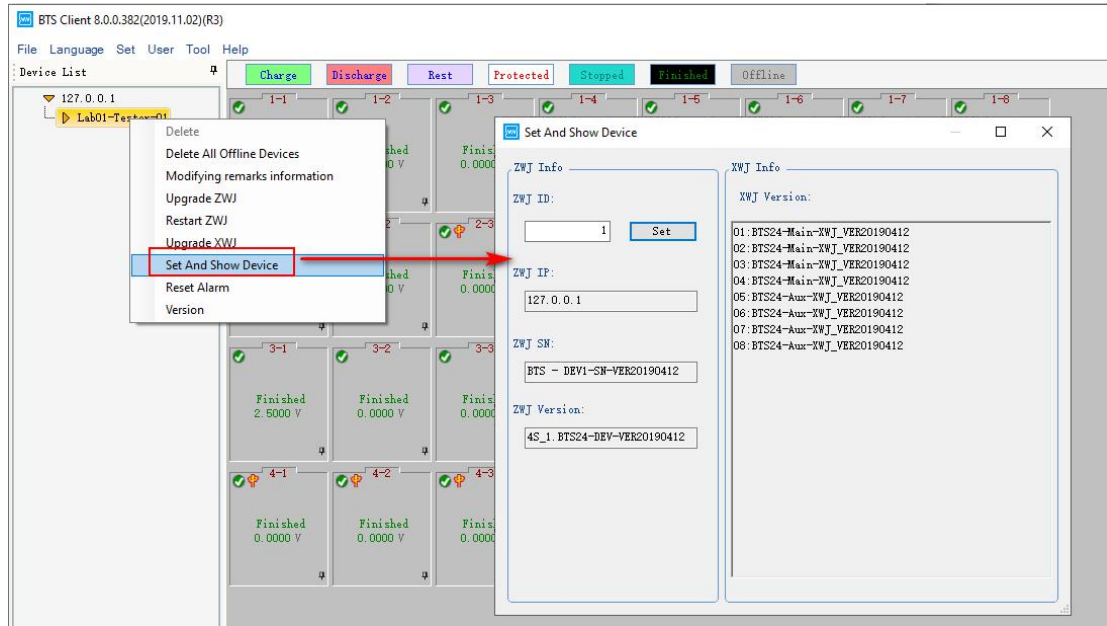 BTS Client 8.0.0.382(2019.11.02)(R3)
File Language Set User Tool Help
Device List
Charge Discharge Rest Protected Stopped Finished Offline
127.0.0.1
Lab01-Tester-01
1-1 1-2 1-3 1-4 1-5 1-6 1-7 1-8
Delete
Delete All Offline Devices
Modifying remarks information
Upgrade ZWJ
Restart ZWJ
Upgrade XWJ
Set And Show Device
Reset Alarm
Version
2-3
3-1 3-2 3-3
Finished Finished
2.5000 V 0.0000 V 0.0000
4-1 4-2 4-3
Finished Finished
0.0000 V 0.0000 V 0.0000
Set And Show Device
ZWJ Info
ZWJ ID:
1 Set
ZWJ IP:
127.0.0.1
ZWJ SN:
BTS - DEV1-SN-VER20190412
ZWJ Version:
4S_1.BTS24-DEV-VER20190412
XWJ Info
XWJ Version:
01:BTS24-Main-XWJ_VER20190412
02:BTS24-Main-XWJ_VER20190412
03:BTS24-Main-XWJ_VER20190412
04:BTS24-Main-XWJ_VER20190412
05:BTS24-Aux-XWJ_VER20190412
06:BTS24-Aux-XWJ_VER20190412
07:BTS24-Aux-XWJ_VER20190412
08:BTS24-Aux-XWJ_VER20190412